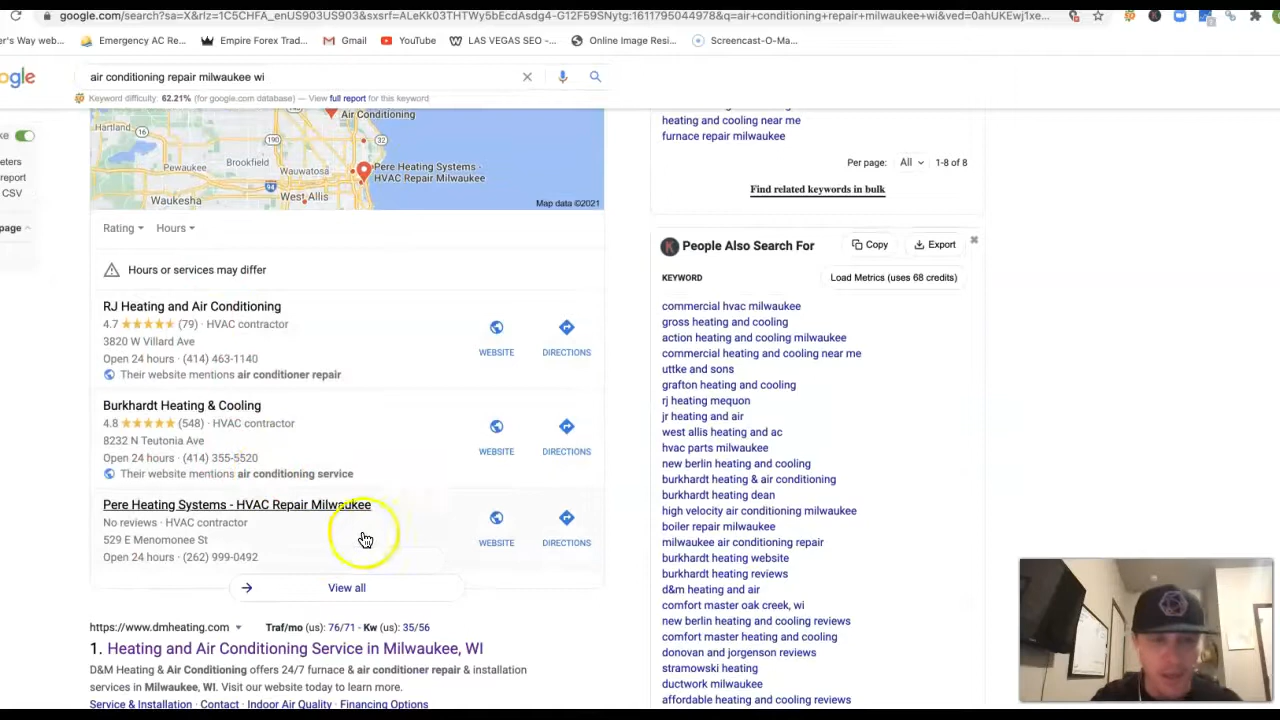 google.com/search?sa=X&rlz=1C5CHFA_enUS903US903&sxsrf=ALeKk03THTWy5bEcdAsdg4-G12F59SNytg:1611795044978&q=air+conditioning+repair+milwaukee+wi&ved=0ahUKEwj1xe...
er's Way web... Emergency AC Re... Empire Forex Trad... Gmail YouTube LAS VEGAS SEO -... Online Image Resi... Screencast-O-Ma...
ogle
air conditioning repair milwaukee wi
Keyword difficulty: 62.21% (for google.com database) — View full report for this keyword
eters
report
CSV
page
Air Conditioning
Hartland
16
190
32
Pewaukee
Brookfield
Wauwatosa
Pere Heating Systems -
HVAC Repair Milwaukee
94
Waukesha
West Allis
Map data ©2021
Rating Hours
Hours or services may differ
RJ Heating and Air Conditioning
4.7 (79) · HVAC contractor
3820 W Villard Ave
Open 24 hours · (414) 463-1140
Their website mentions air conditioner repair
WEBSITE DIRECTIONS
Burkhardt Heating & Cooling
4.8 (548) · HVAC contractor
8232 N Teutonia Ave
Open 24 hours · (414) 355-5520
Their website mentions air conditioning service
WEBSITE DIRECTIONS
Pere Heating Systems - HVAC Repair Milwaukee
No reviews · HVAC contractor
529 E Menomonee St
Open 24 hours · (262) 999-0492
WEBSITE DIRECTIONS
View all
https://www.dmheating.com Traf/mo (us): 76/71 - Kw (us): 35/56
1. Heating and Air Conditioning Service in Milwaukee, WI
D&M Heating & Air Conditioning offers 24/7 furnace & air conditioner repair & installation
services in Milwaukee, WI. Visit our website today to learn more.
Service & Installation · Contact · Indoor Air Quality · Financing Options
heating and cooling near me
furnace repair milwaukee
Per page: All 1-8 of 8
Find related keywords in bulk
K People Also Search For Copy Export
KEYWORD Load Metrics (uses 68 credits)
commercial hvac milwaukee
gross heating and cooling
action heating and cooling milwaukee
commercial heating and cooling near me
uttke and sons
grafton heating and cooling
rj heating mequon
jr heating and air
west allis heating and ac
hvac parts milwaukee
new berlin heating and cooling
burkhardt heating & air conditioning
burkhardt heating dean
high velocity air conditioning milwaukee
boiler repair milwaukee
milwaukee air conditioning repair
burkhardt heating website
burkhardt heating reviews
d&m heating and air
comfort master oak creek, wi
new berlin heating and cooling reviews
comfort master heating and cooling
donovan and jorgenson reviews
stramowski heating
ductwork milwaukee
affordable heating and cooling reviews